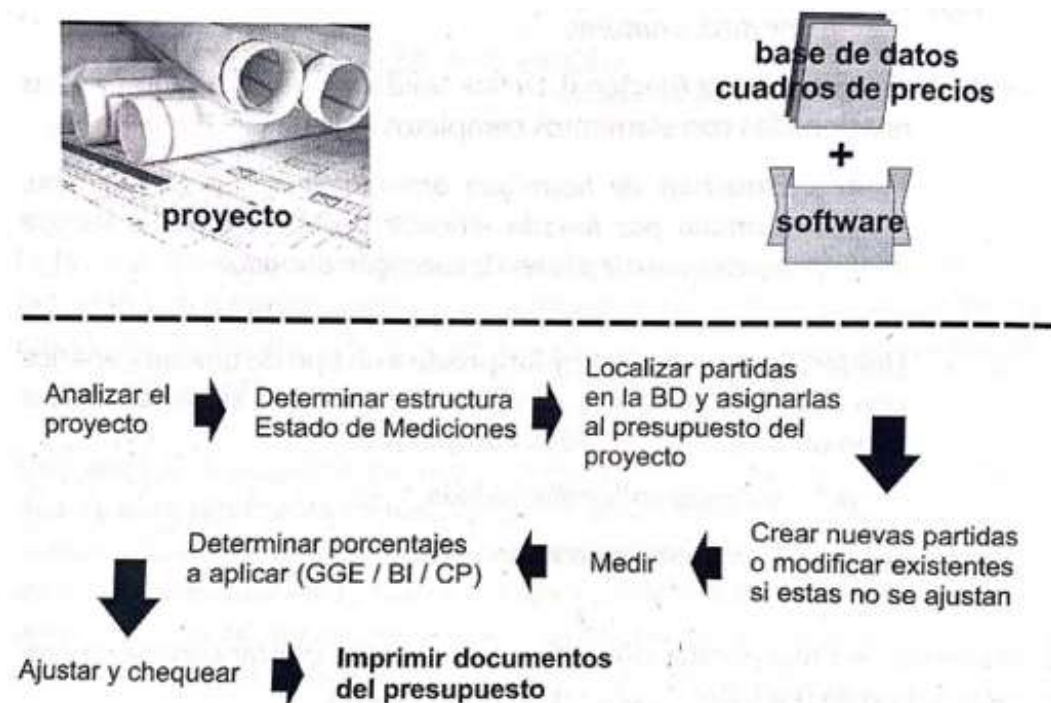 proyecto
base de datos
cuadros de precios
+
software
Analizar el
proyecto
Determinar estructura
Estado de Mediciones
Localizar partidas
en la BD y asignarlas
al presupuesto del
proyecto
Crear nuevas partidas
o modificar existentes
si estas no se ajustan
Medir
Determinar porcentajes
a aplicar (GGE / BI / CP)
Ajustar y chequear
Imprimir documentos
del presupuesto